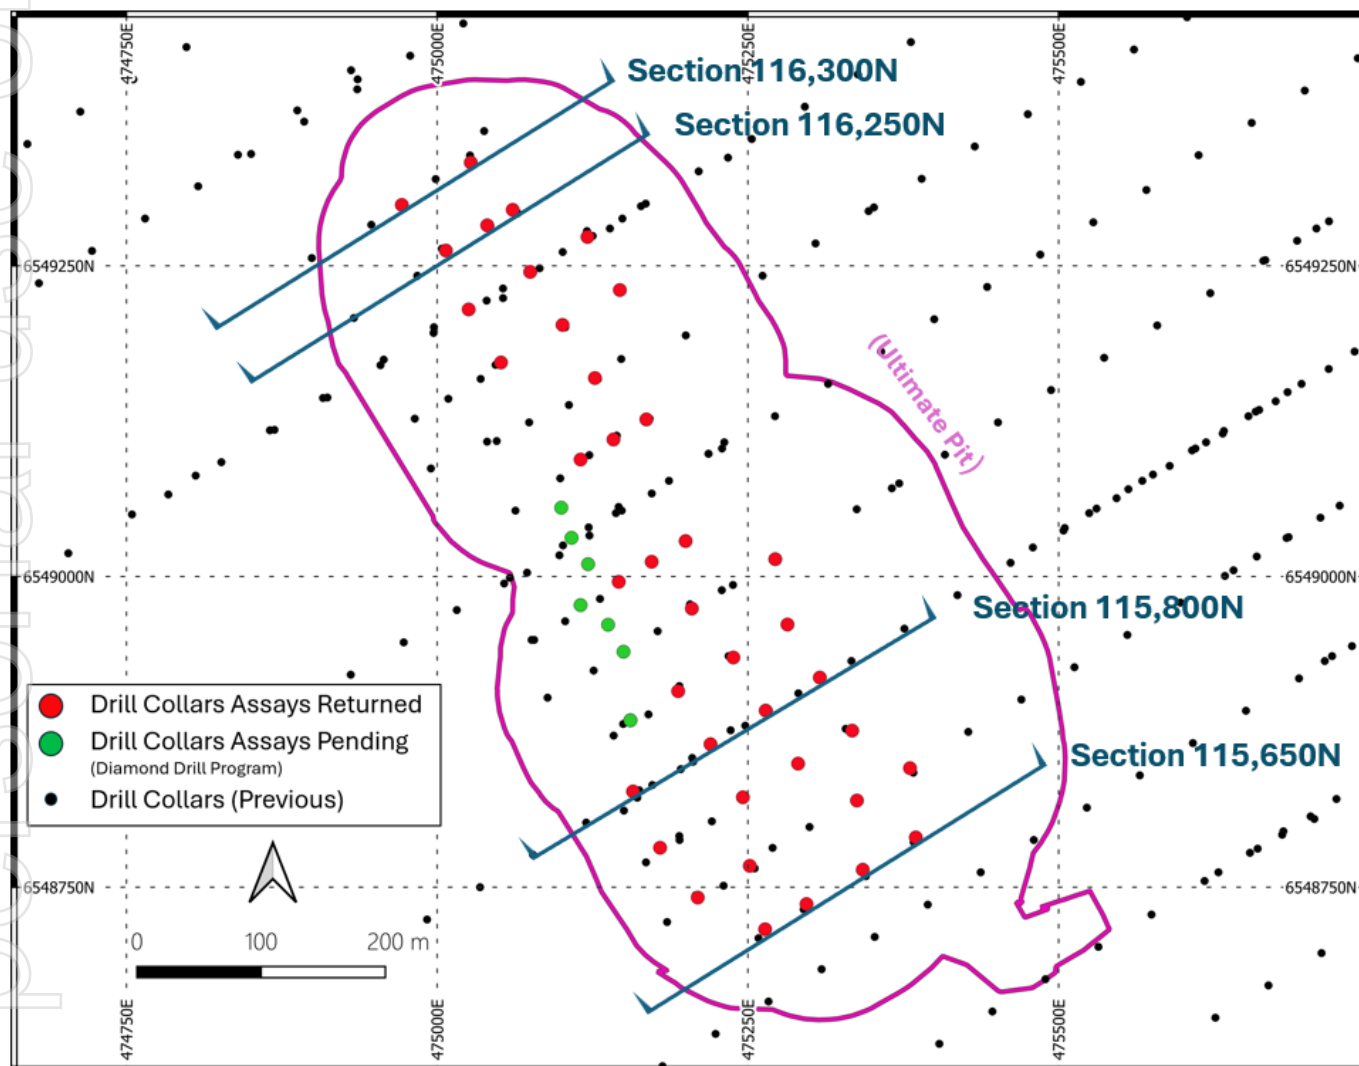 474750E
475000E
475250E
475500E
Section 116,300N
Section 116,250N
6549250N
6549250N
(Ultimate Pit)
6549000N
6549000N
Section 115,800N
Drill Collars Assays Returned
Drill Collars Assays Pending
(Diamond Drill Program)
Drill Collars (Previous)
Section 115,650N
6548750N
6548750N
0 100 200 m
474750E
475000E
475250E
475500E